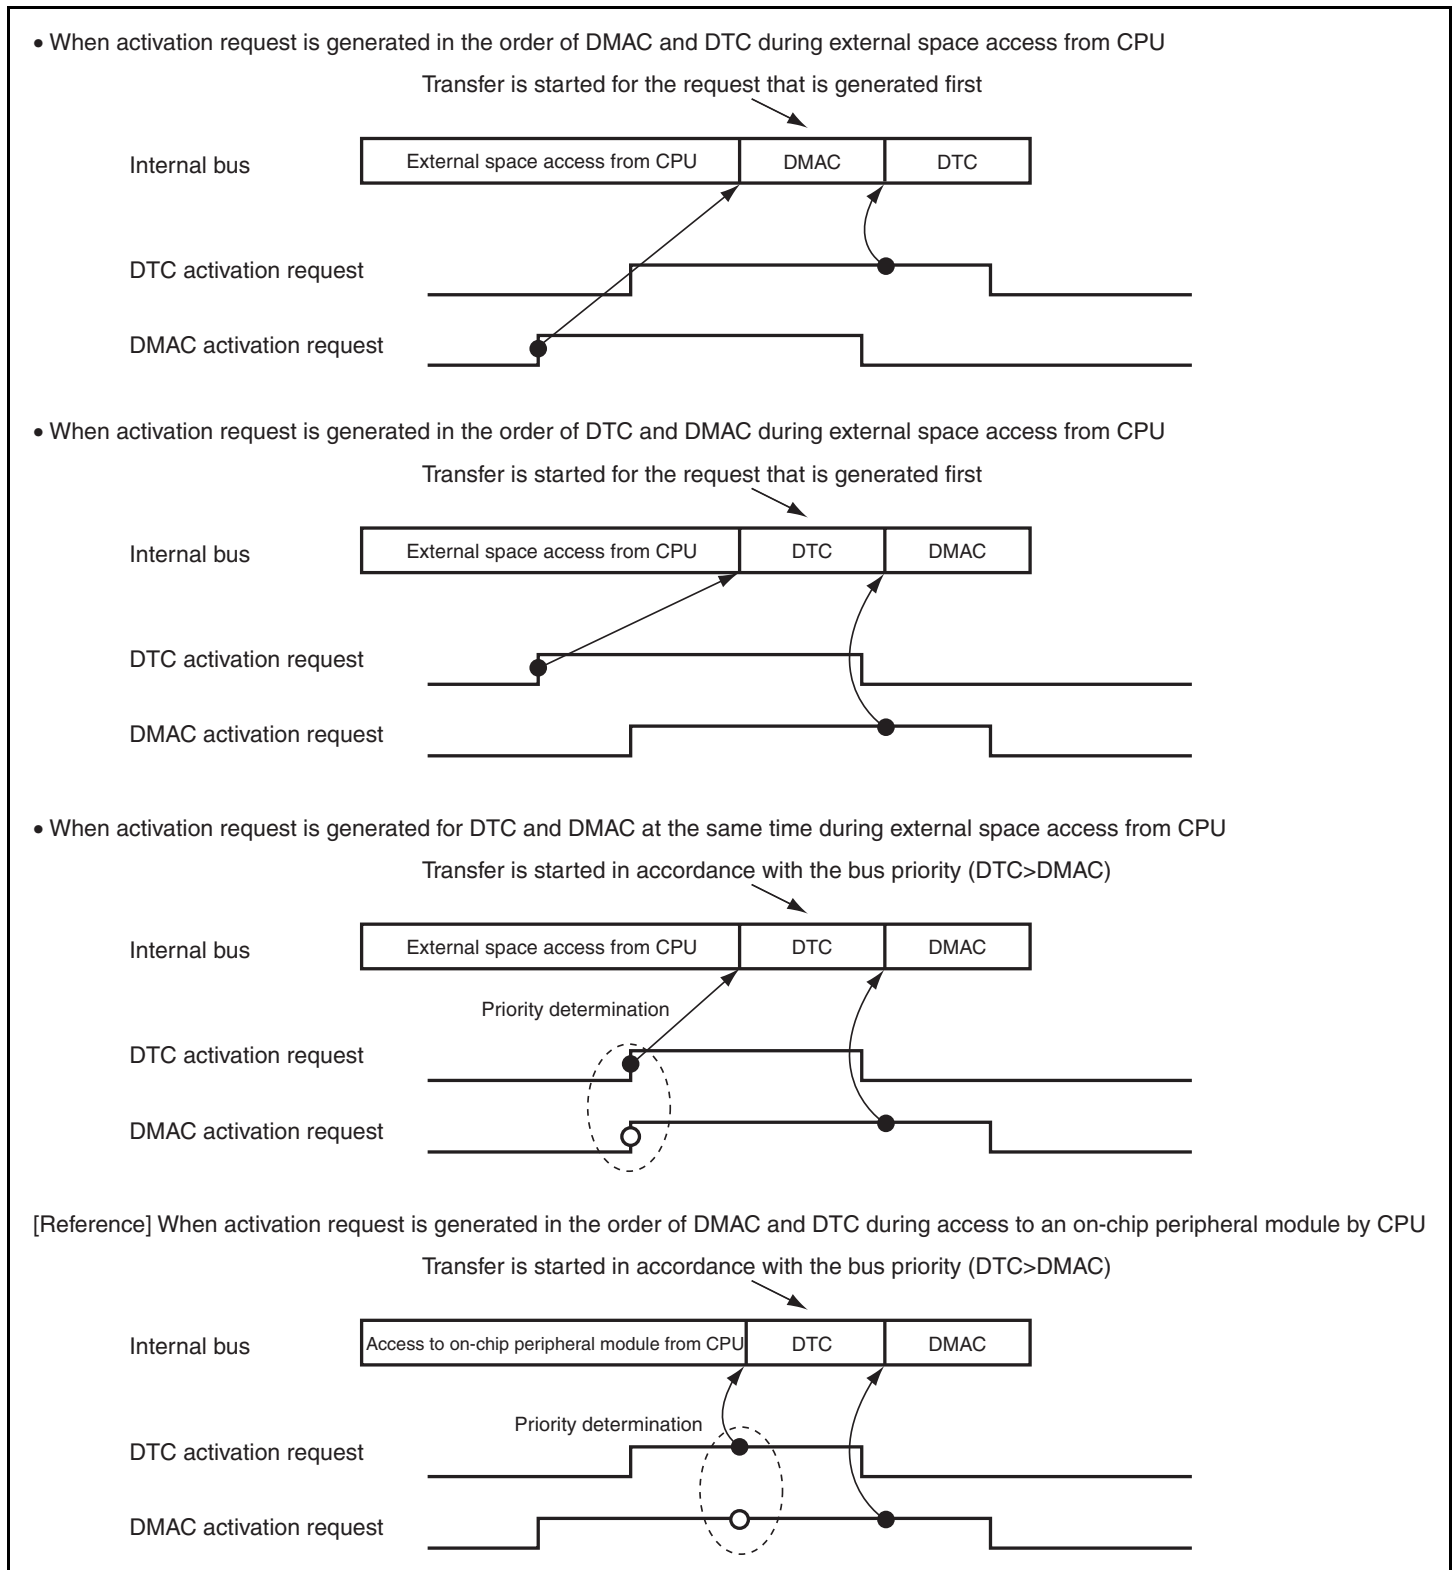 • When activation request is generated in the order of DMAC and DTC during external space access from CPU
Transfer is started for the request that is generated first
Internal bus
External space access from CPU
DMAC
DTC
DTC activation request
DMAC activation request
• When activation request is generated in the order of DTC and DMAC during external space access from CPU
Transfer is started for the request that is generated first
Internal bus
External space access from CPU
DTC
DMAC
DTC activation request
DMAC activation request
• When activation request is generated for DTC and DMAC at the same time during external space access from CPU
Transfer is started in accordance with the bus priority (DTC>DMAC)
Internal bus
External space access from CPU
DTC
DMAC
Priority determination
DTC activation request
DMAC activation request
[Reference] When activation request is generated in the order of DMAC and DTC during access to an on-chip peripheral module by CPU
Transfer is started in accordance with the bus priority (DTC>DMAC)
Internal bus
Access to on-chip peripheral module from CPU
DTC
DMAC
Priority determination
DTC activation request
DMAC activation request